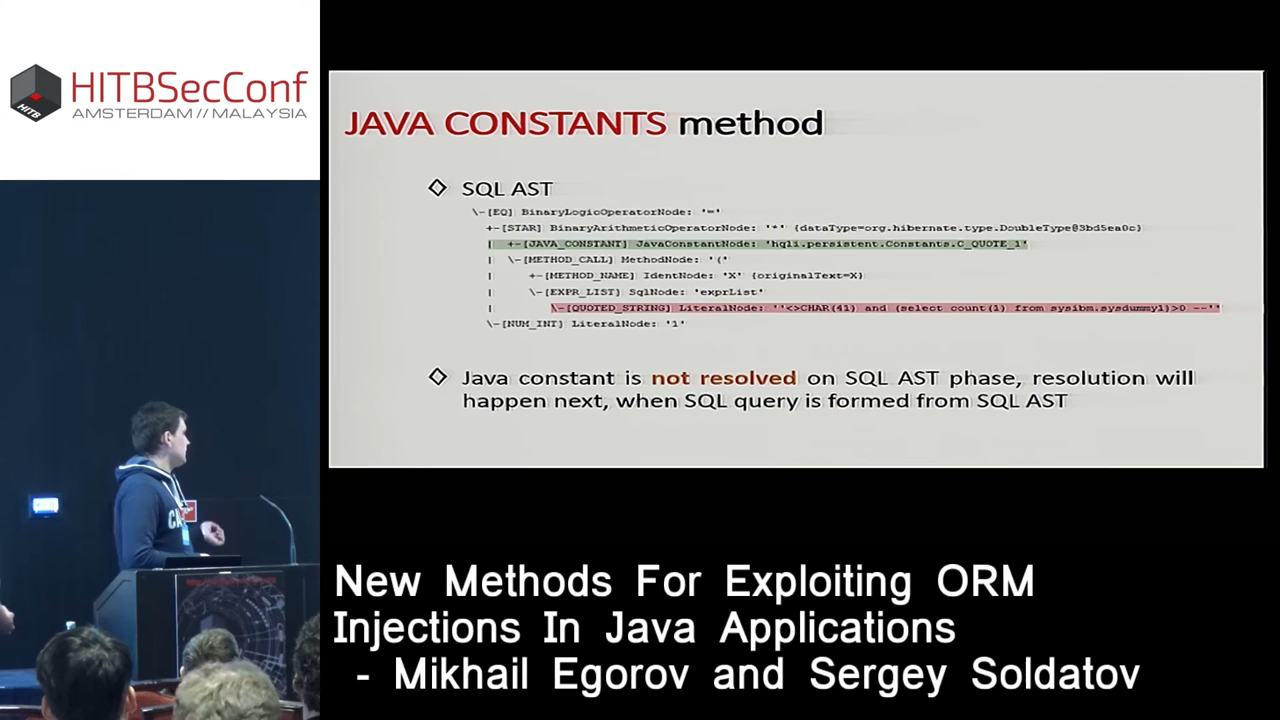 HITBSecConf
AMSTERDAM // MALAYSIA
HITB
JAVA CONSTANTS method
SQL AST
\-[EQ] BinaryLogicOperatorNode: '='
+-[STAR] BinaryArithmeticOperatorNode: '*' {dataType=org.hibernate.type.DoubleType@3bd5ea0c}
| +-[JAVA_CONSTANT] JavaConstantNode: 'hqli.persistent.Constants.C_QUOTE_1'
| \-[METHOD_CALL] MethodNode: '('
| +-[METHOD_NAME] IdentNode: 'X' {originalText=X}
| \-[EXPR_LIST] SqlNode: 'exprList'
| \-[QUOTED_STRING] LiteralNode: ''<>CHAR(41) and (select count(1) from sysibm.sysdummy1)>0 --''
\-[NUM_INT] LiteralNode: '1'
Java constant is not resolved on SQL AST phase, resolution will
happen next, when SQL query is formed from SQL AST
New Methods For Exploiting ORM
Injections In Java Applications
- Mikhail Egorov and Sergey Soldatov